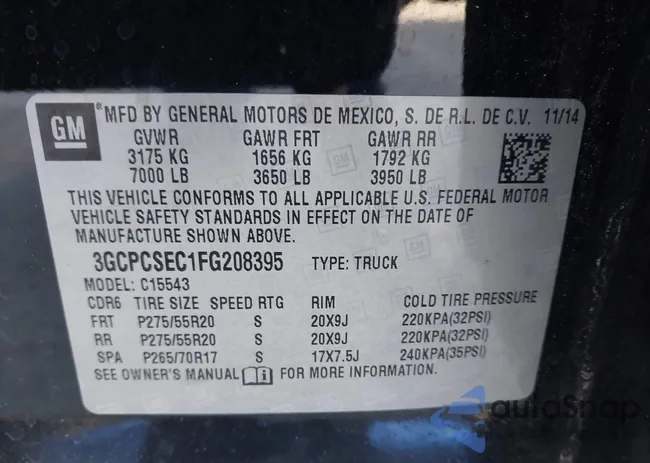 GM
MFD BY GENERAL MOTORS DE MEXICO, S. DE R.L. DE C.V. 11/14
GVWR GAWR FRT GAWR RR
3175 KG 1656 KG 1792 KG
7000 LB 3650 LB 3950 LB
THIS VEHICLE CONFORMS TO ALL APPLICABLE U.S. FEDERAL MOTOR
VEHICLE SAFETY STANDARDS IN EFFECT ON THE DATE OF
MANUFACTURE SHOWN ABOVE.
3GCPCSEC1FG208395 TYPE: TRUCK
MODEL: C15543
CDR6 TIRE SIZE SPEED RTG RIM COLD TIRE PRESSURE
FRT P275/55R20 S 20X9J 220KPA(32PSI)
RR P275/55R20 S 20X9J 220KPA(32PSI)
SPA P265/70R17 S 17X7.5J 240KPA(35PSI)
SEE OWNER'S MANUAL FOR MORE INFORMATION.
autoSnap